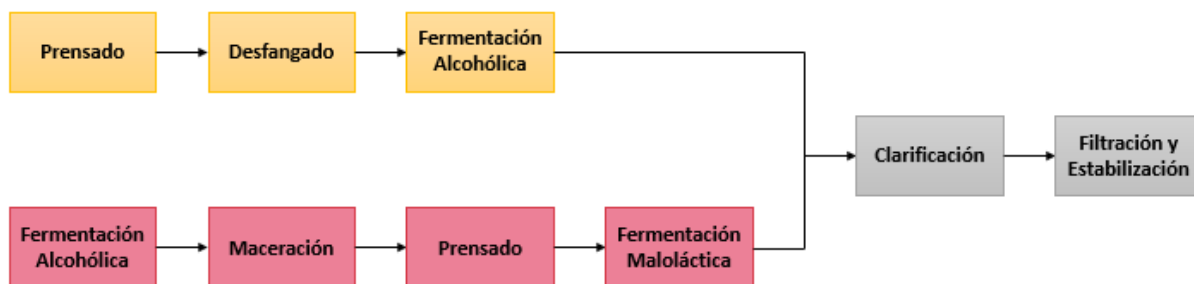 Prensado
Desfangado
Fermentación
Alcohólica
Clarificación
Filtración y
Estabilización
Fermentación
Alcohólica
Maceración
Prensado
Fermentación
Maloláctica